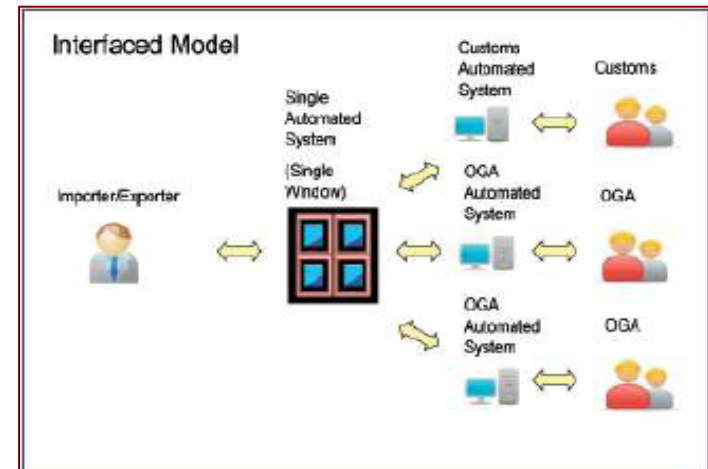 Interfaced Model
Customs
Automated
System
Customs
Single
Automated
System
(Single
Window)
OGA
Automated
System
OGA
Importer/Exporter
OGA
Automated
System
OGA